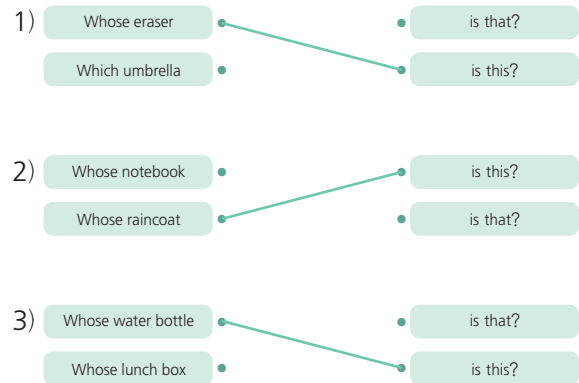 1) Whose eraser is that?
Which umbrella is this?
2) Whose notebook is this?
Whose raincoat is that?
3) Whose water bottle is that?
Whose lunch box is this?